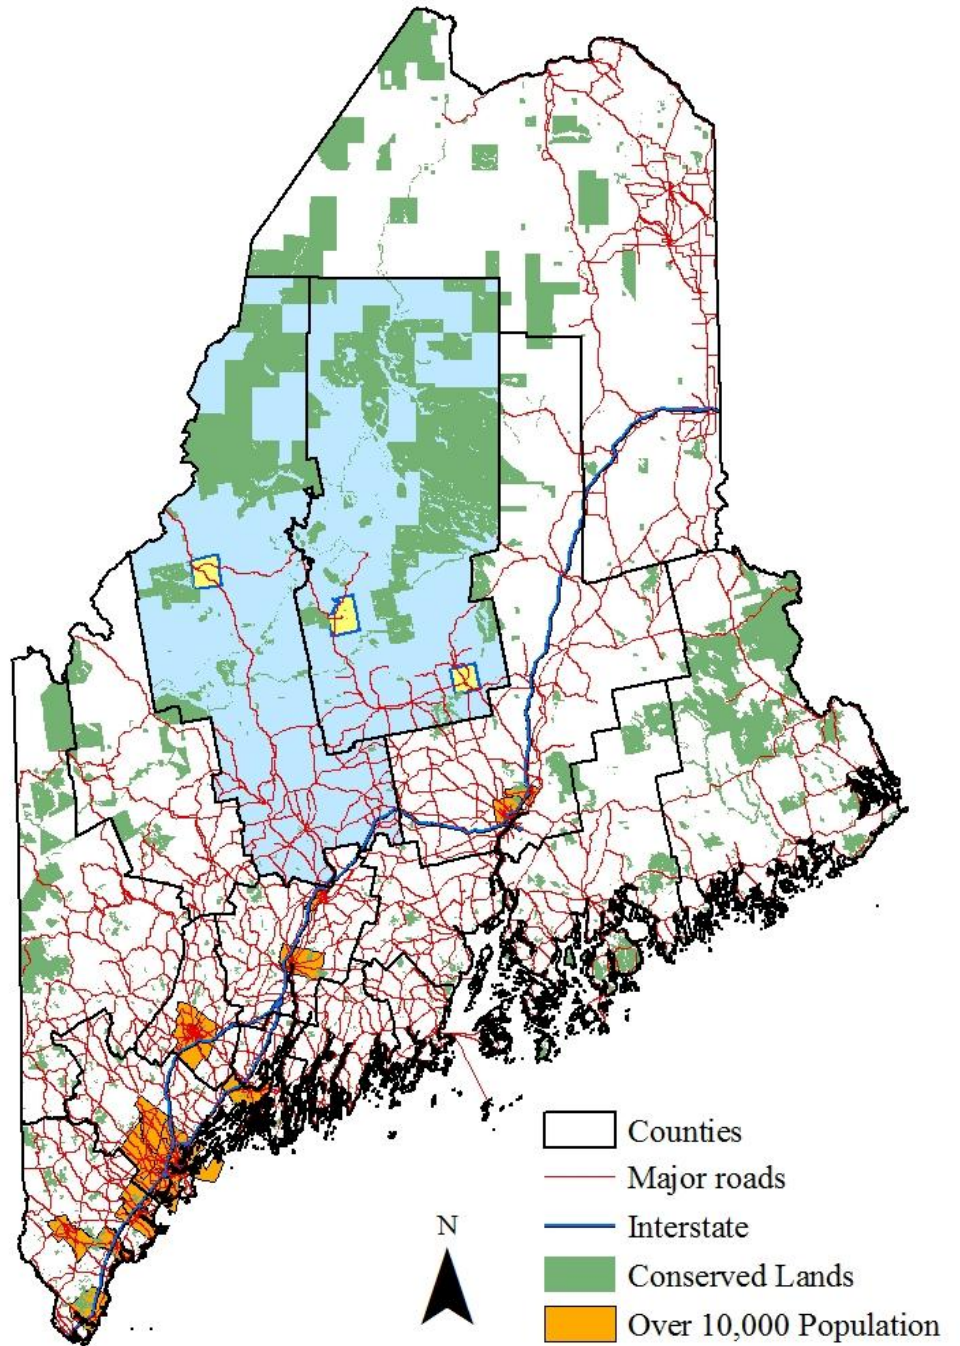 N
Counties
Major roads
Interstate
Conserved Lands
Over 10,000 Population